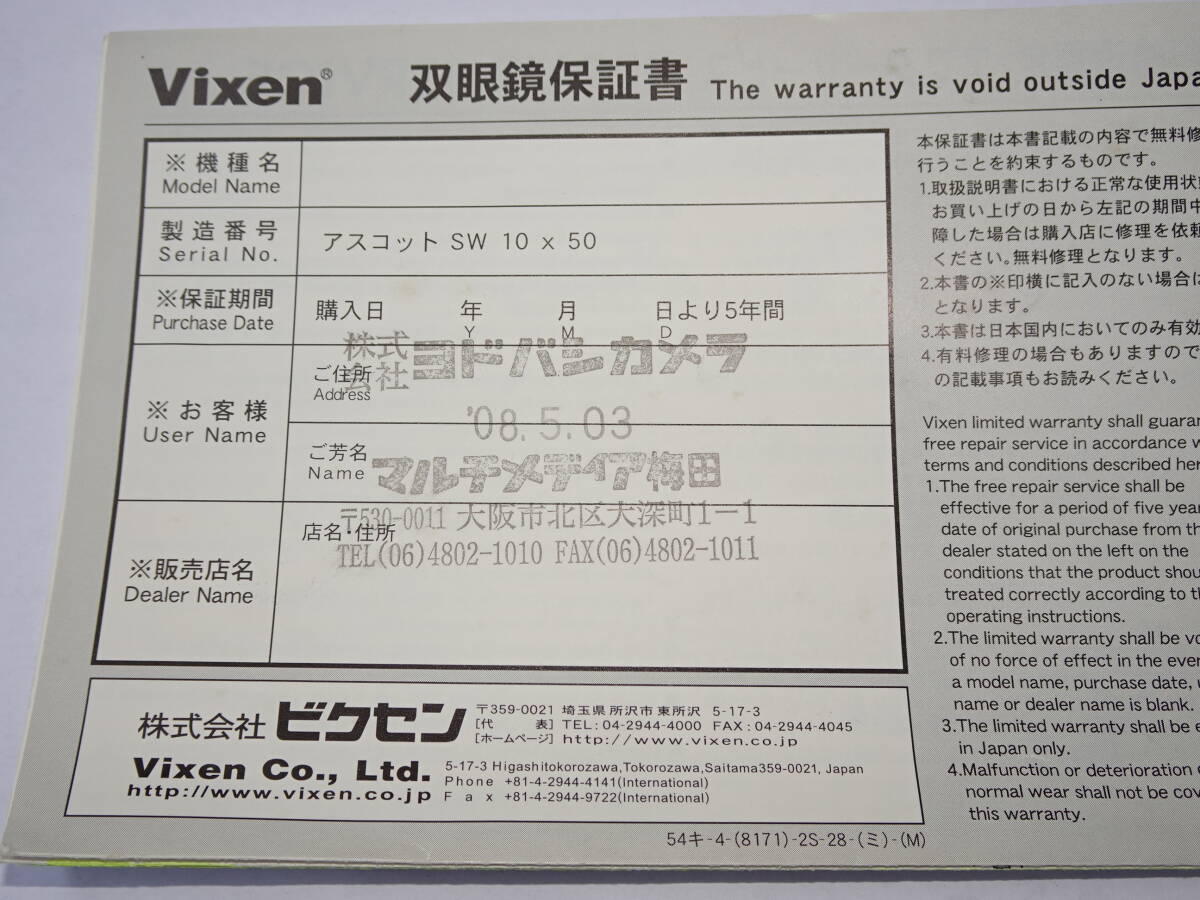 Vixen® 双眼鏡保証書 The warranty is void outside Japa
※機種名
Model Name
製造番号
Serial No.
アスコット SW 10 x 50
※保証期間
Purchase Date
購入日 年 月 日より5年間
Y M D
※お客様
User Name
ご住所
Address
ご芳名
Name
株式会社 ヨドバシカメラ
'08.5.03
マルチメディア梅田
〒530-0011 大阪市北区大深町1-1
TEL(06)4802-1010 FAX(06)4802-1011
※販売店名
Dealer Name
店名・住所
株式会社 ビクセン
〒359-0021 埼玉県所沢市東所沢 5-17-3
[代 表] TEL:04-2944-4000 FAX:04-2944-4045
[ホームページ] http://www.vixen.co.jp
Vixen Co., Ltd.
http://www.vixen.co.jp
5-17-3 Higashitokorozawa,Tokorozawa,Saitama359-0021, Japan
Phone +81-4-2944-4141(International)
Fax +81-4-2944-9722(International)
54キ-4-(8171)-2S-28-(ミ)-(M)
本保証書は本書記載の内容で無料修
行うことを約束するものです。
1.取扱説明書における正常な使用状態
お買い上げの日から左記の期間中
障した場合は購入店に修理を依頼
ください。無料修理となります。
2.本書の※印横に記入のない場合は
となります。
3.本書は日本国内においてのみ有効
4.有料修理の場合もありますので
の記載事項もお読みください。
Vixen limited warranty shall guaran
free repair service in accordance w
terms and conditions described her
1.The free repair service shall be
effective for a period of five year
date of original purchase from th
dealer stated on the left on the
conditions that the product shou
treated correctly according to th
operating instructions.
2.The limited warranty shall be vo
of no force of effect in the even
a model name, purchase date, u
name or dealer name is blank.
3.The limited warranty shall be e
in Japan only.
4.Malfunction or deterioration
normal wear shall not be cov
this warranty.